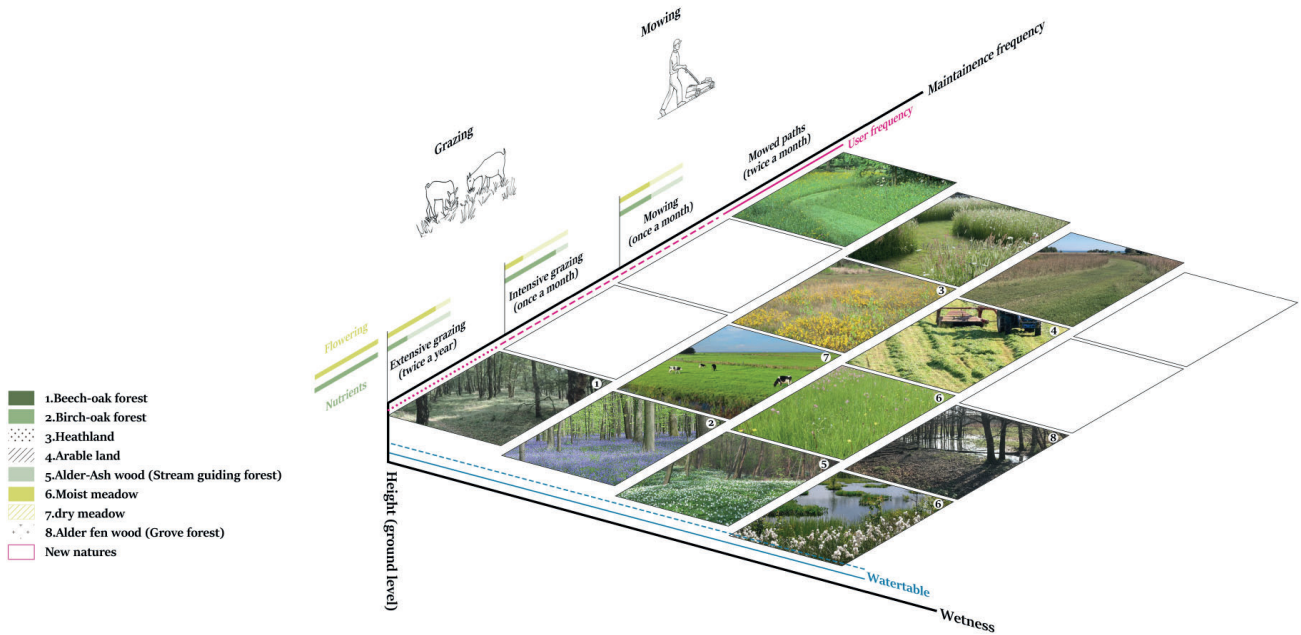 Mowing
Maintainence frequency
User frequency
Grazing
Mowed paths
(twice a month)
Mowing
(once a month)
Intensive grazing
(once a month)
Extensive grazing
(twice a year)
Flowering
Nutrients
1
2
3
4
5
6
6
7
8
1.Beech-oak forest
2.Birch-oak forest
3.Heathland
4.Arable land
5.Alder-Ash wood (Stream guiding forest)
6.Moist meadow
7.dry meadow
8.Alder fen wood (Grove forest)
New natures
Height (ground level)
Watertable
Wetness